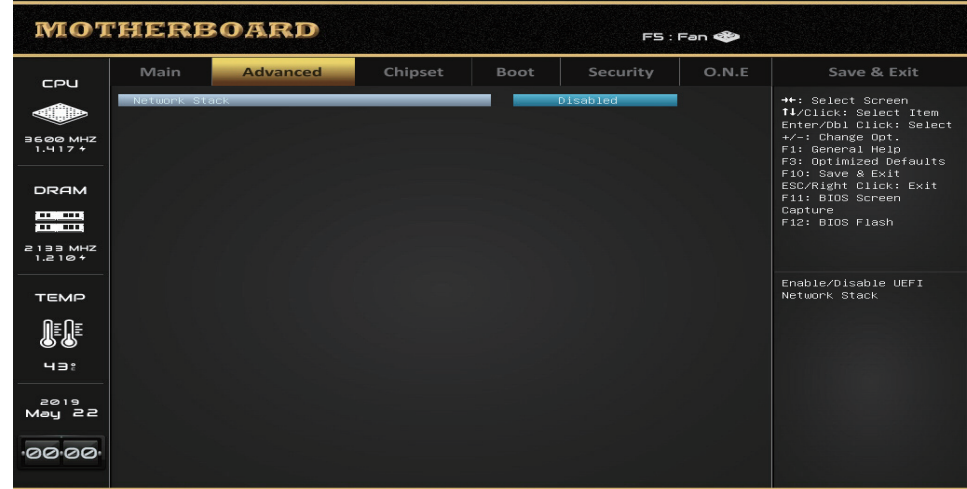 MOTHERBOARD
F5 : Fan
CPU
3600 MHZ
1.417 +
DRAM
2133 MHZ
1.210 +
TEMP
43°C
2019
May 22
00:00
Main Advanced Chipset Boot Security O.N.E Save & Exit
Network Stack Disabled
→←: Select Screen
↑↓/Click: Select Item
Enter/Dbl Click: Select
+/-: Change Opt.
F1: General Help
F3: Optimized Defaults
F10: Save & Exit
ESC/Right Click: Exit
F11: BIOS Screen
Capture
F12: BIOS Flash
Enable/Disable UEFI
Network Stack